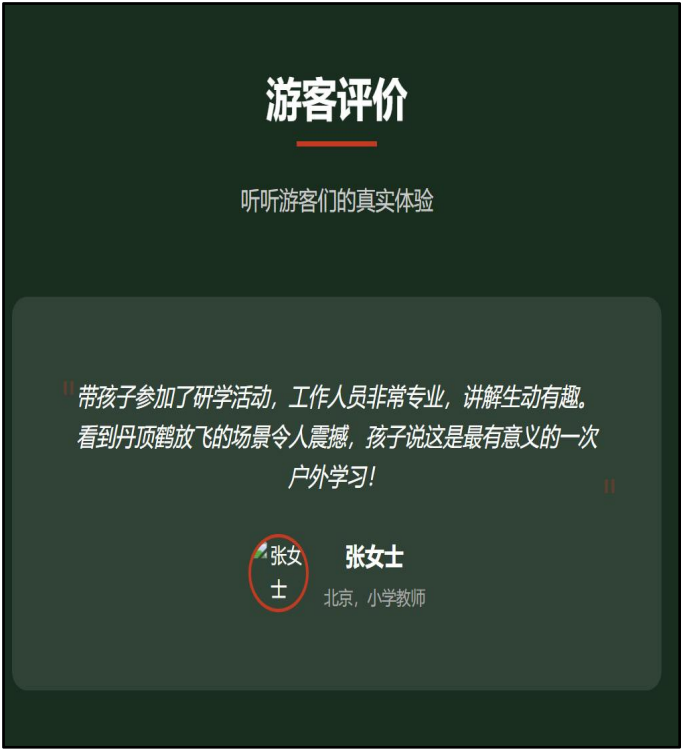 游客评价
听听游客们的真实体验
"带孩子参加了研学活动，工作人员非常专业，讲解生动有趣。
看到丹顶鹤放飞的场景令人震撼，孩子说这是最有意义的一次
户外学习！"
张女
士
张女士
北京，小学教师